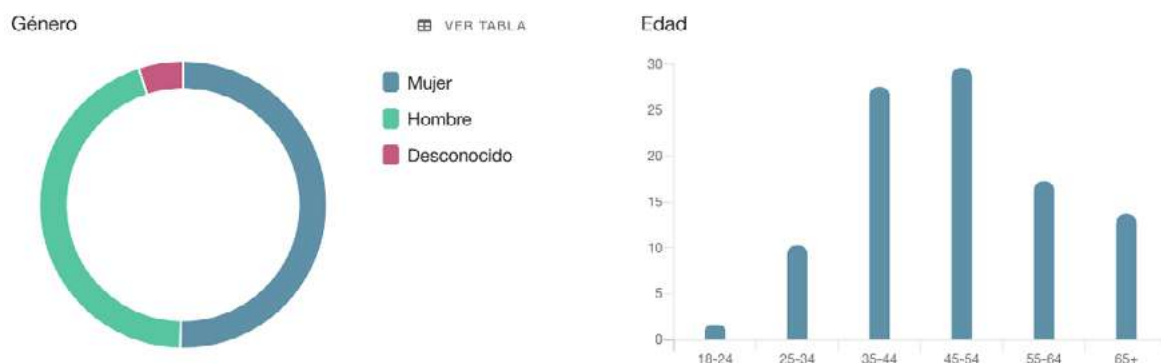 Género
VER TABLA
Mujer
Hombre
Desconocido
Edad
30
25
20
15
10
5
0
18-24
25-34
35-44
45-54
55-64
65+